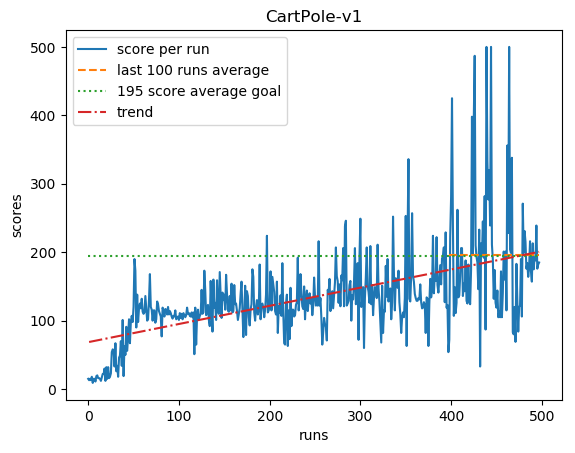 CartPole-v1
score per run
last 100 runs average
195 score average goal
trend
500
400
300
200
100
0
scores
0 100 200 300 400 500
runs